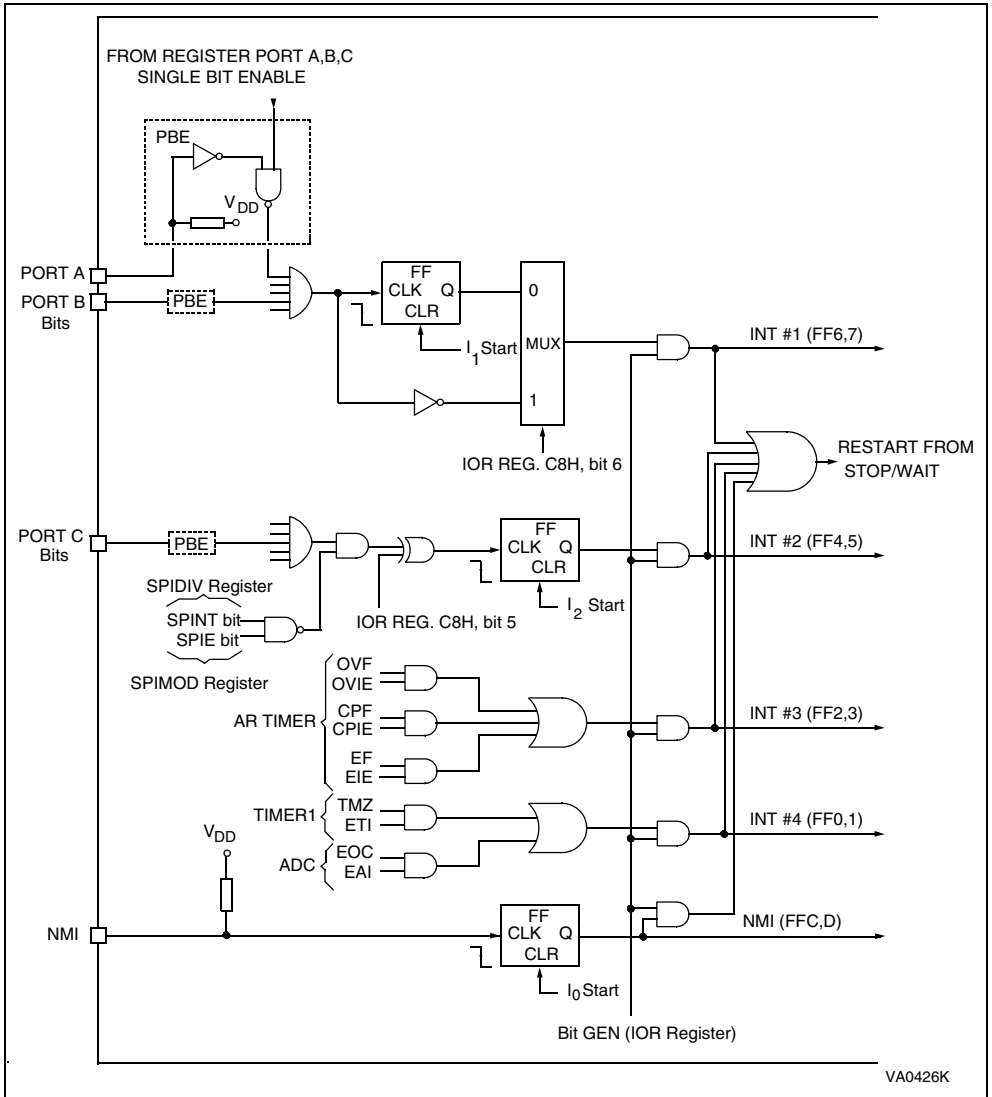 FROM REGISTER PORT A,B,C
SINGLE BIT ENABLE
PBE
VDD
PORT A
PORT B
Bits
PBE
FF
CLK Q
CLR
I1 Start
0
MUX
1
IOR REG. C8H, bit 6
INT #1 (FF6,7)
RESTART FROM
STOP/WAIT
PORT C
Bits
PBE
SPIDIV Register
SPINT bit
SPIE bit
SPIMOD Register
IOR REG. C8H, bit 5
FF
CLK Q
CLR
I2 Start
INT #2 (FF4,5)
AR TIMER
OVF
OVIE
CPF
CPIE
EF
EIE
INT #3 (FF2,3)
TIMER1
TMZ
ETI
ADC
EOC
EAI
INT #4 (FF0,1)
VDD
NMI
FF
CLK Q
CLR
I0 Start
NMI (FFC,D)
Bit GEN (IOR Register)
VA0426K